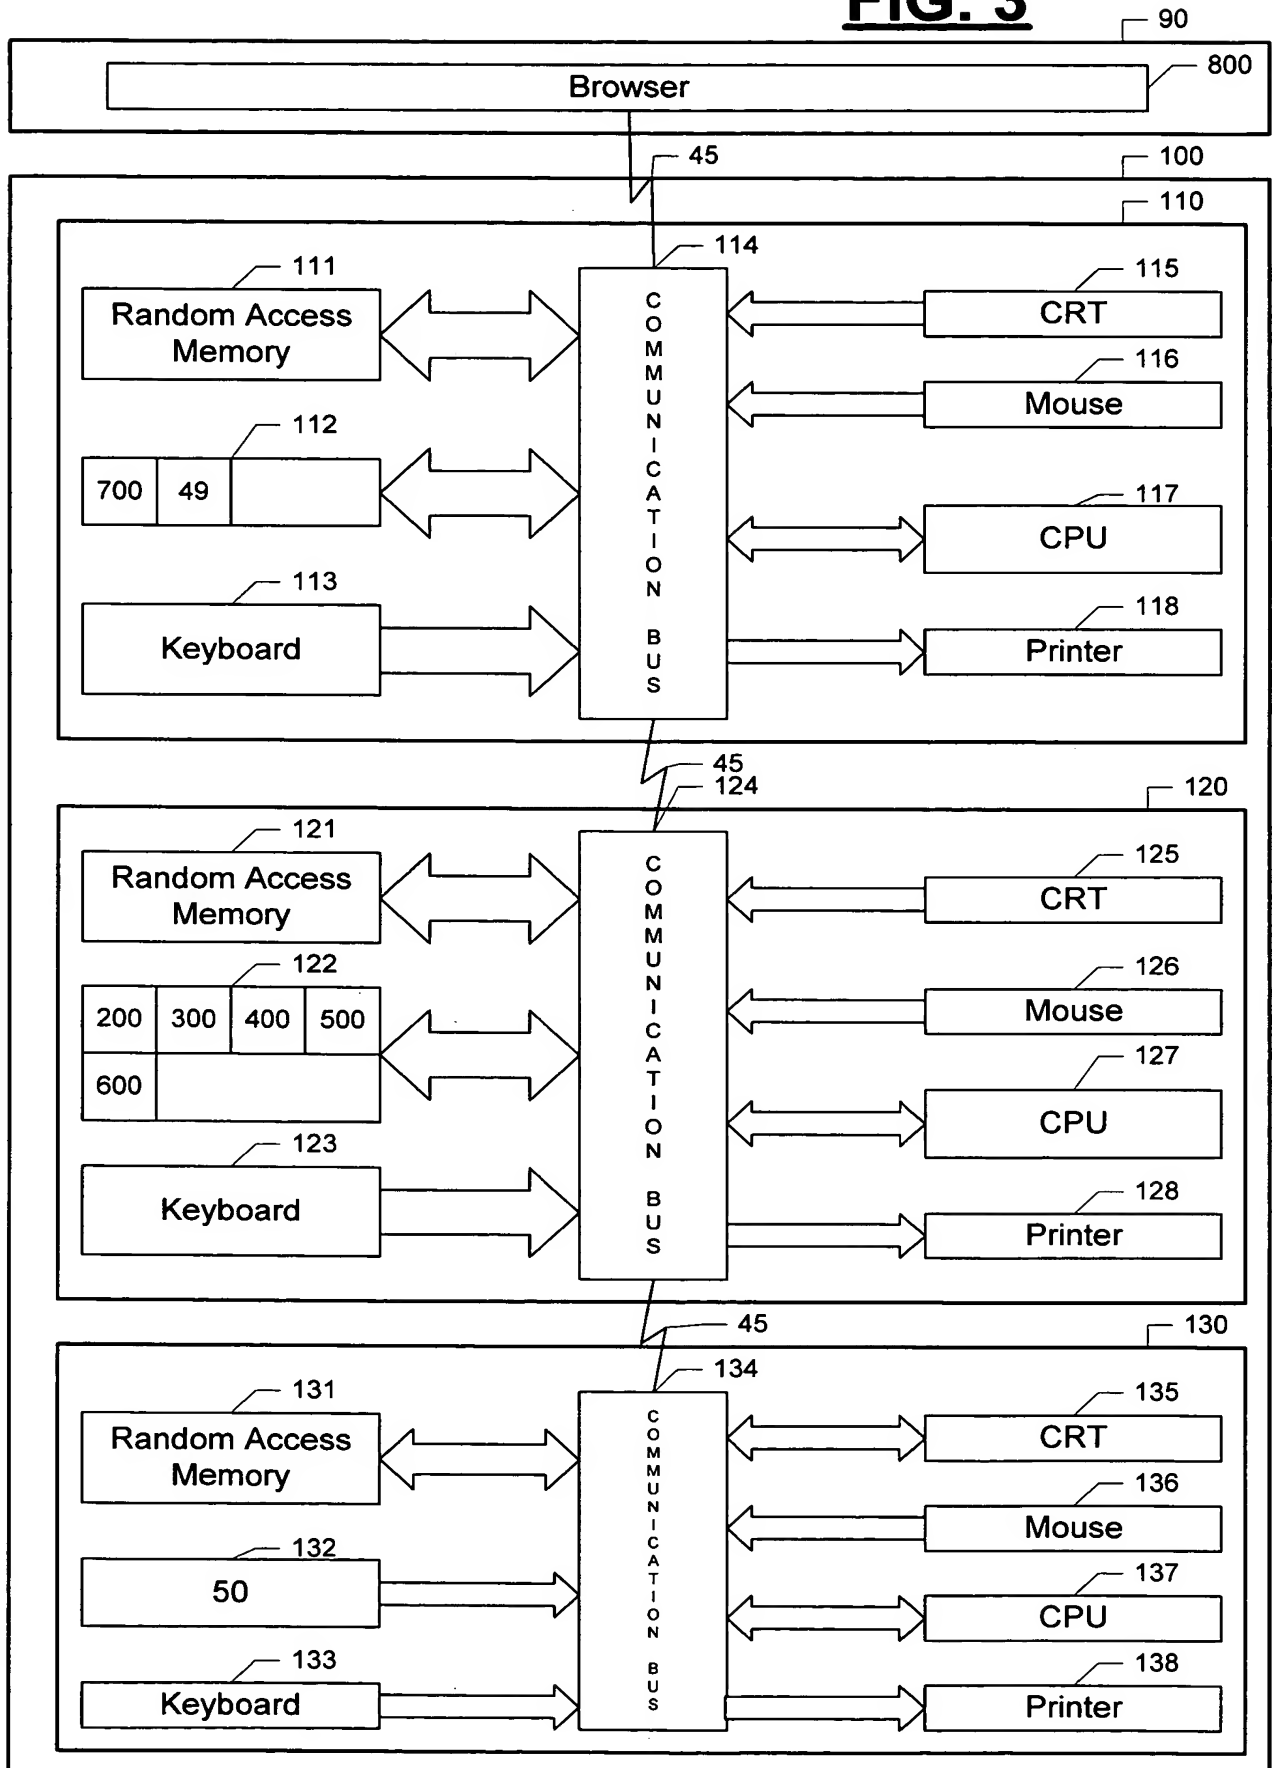 FIG. 3
90
Browser
800
45
100
110
114
111
Random Access
Memory
115
CRT
116
Mouse
112
700 49
117
CPU
113
Keyboard
118
Printer
COMMUNICATION BUS
45
124
120
121
Random Access
Memory
125
CRT
122
200 300 400 500
600
126
Mouse
127
CPU
123
Keyboard
128
Printer
COMMUNICATION BUS
45
130
134
131
Random Access
Memory
135
CRT
136
Mouse
132
50
137
CPU
133
Keyboard
138
Printer
COMMUNICATION BUS